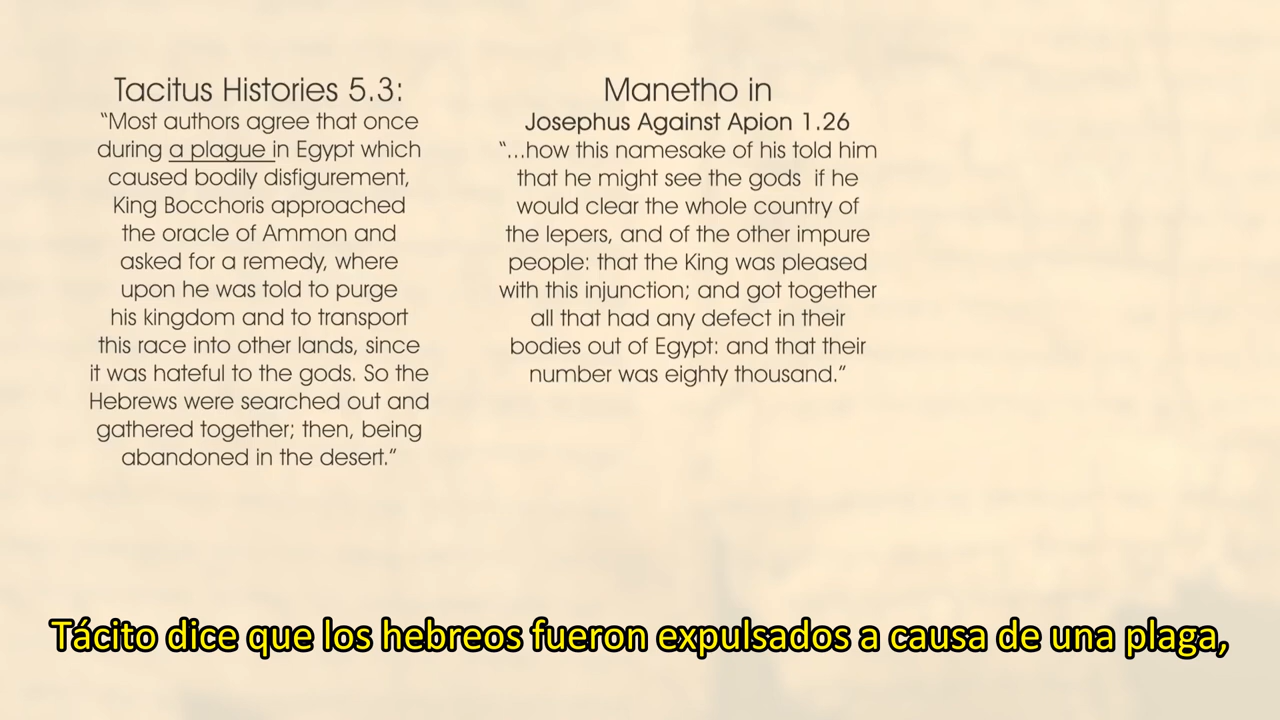 Tacitus Histories 5.3:
“Most authors agree that once
during a plague in Egypt which
caused bodily disfigurement,
King Bocchoris approached
the oracle of Ammon and
asked for a remedy, where
upon he was told to purge
his kingdom and to transport
this race into other lands, since
it was hateful to the gods. So the
Hebrews were searched out and
gathered together; then, being
abandoned in the desert.”
Manetho in
Josephus Against Apion 1.26
“...how this namesake of his told him
that he might see the gods if he
would clear the whole country of
the lepers, and of the other impure
people: that the King was pleased
with this injunction; and got together
all that had any defect in their
bodies out of Egypt: and that their
number was eighty thousand.”
Tácito dice que los hebreos fueron expulsados a causa de una plaga,